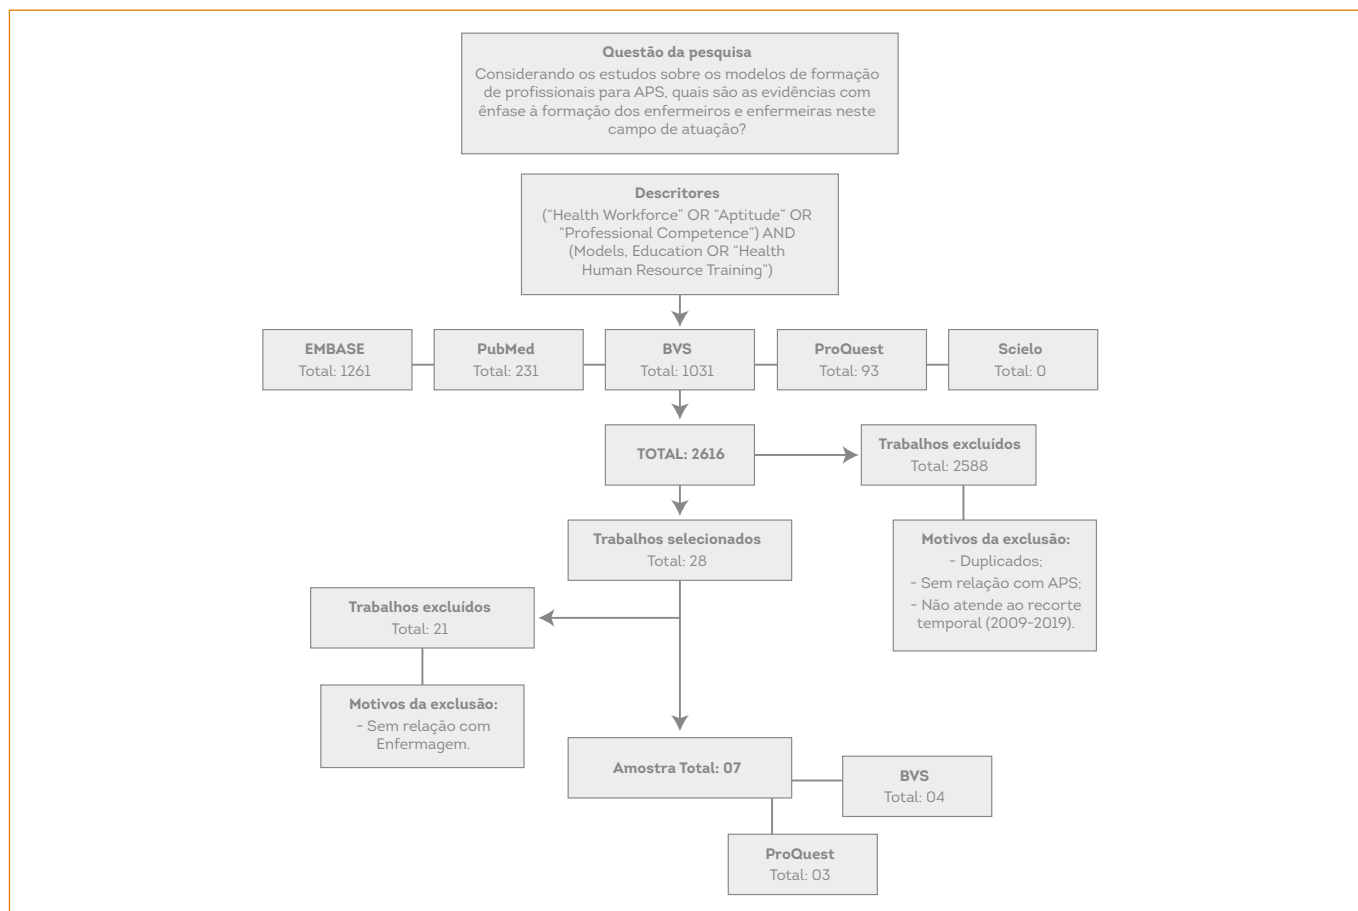 Questão da pesquisa
Considerando os estudos sobre os modelos de formação
de profissionais para APS, quais são as evidências com
ênfase à formação dos enfermeiros e enfermeiras neste
campo de atuação?
Descritores
(“Health Workforce” OR “Aptitude” OR
“Professional Competence”) AND
(Models, Education OR “Health
Human Resource Training”)
EMBASE
Total: 1261
PubMed
Total: 231
BVS
Total: 1031
ProQuest
Total: 93
Scielo
Total: 0
TOTAL: 2616
Trabalhos excluídos
Total: 2588
Motivos da exclusão:
- Duplicados;
- Sem relação com APS;
- Não atende ao recorte
temporal (2009-2019).
Trabalhos selecionados
Total: 28
Trabalhos excluídos
Total: 21
Motivos da exclusão:
- Sem relação com
Enfermagem.
Amostra Total: 07
BVS
Total: 04
ProQuest
Total: 03